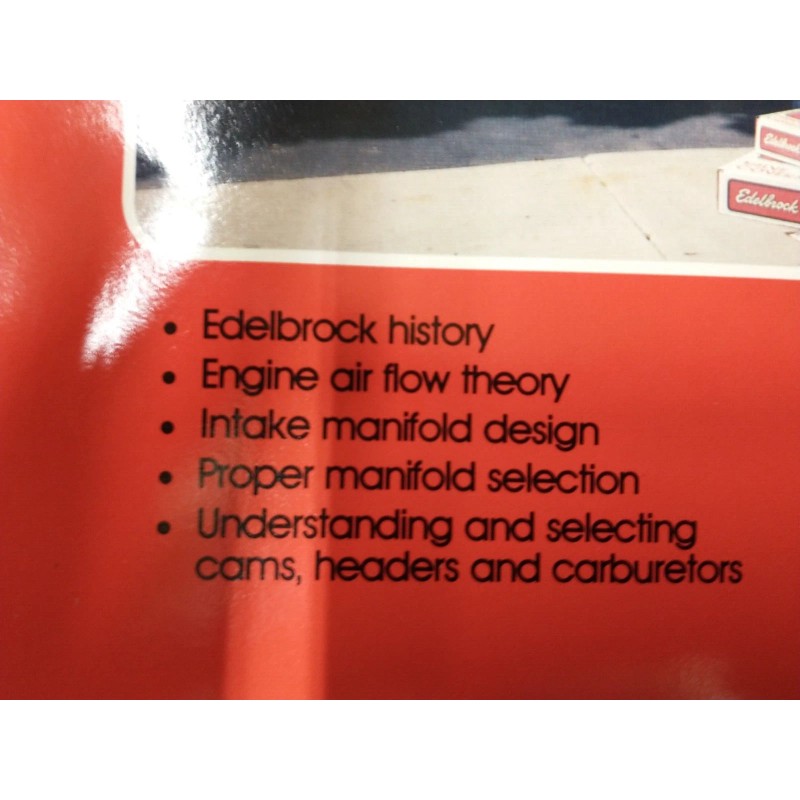 Edelbrock
Edelbrock
• Edelbrock history
• Engine air flow theory
• Intake manifold design
• Proper manifold selection
• Understanding and selecting
cams, headers and carburetors